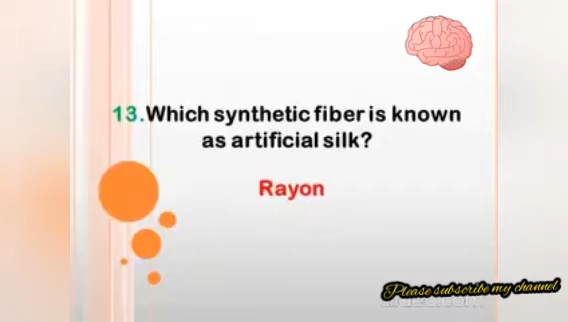 13.Which synthetic fiber is known
as artificial silk?
Rayon
Please subscribe my channel